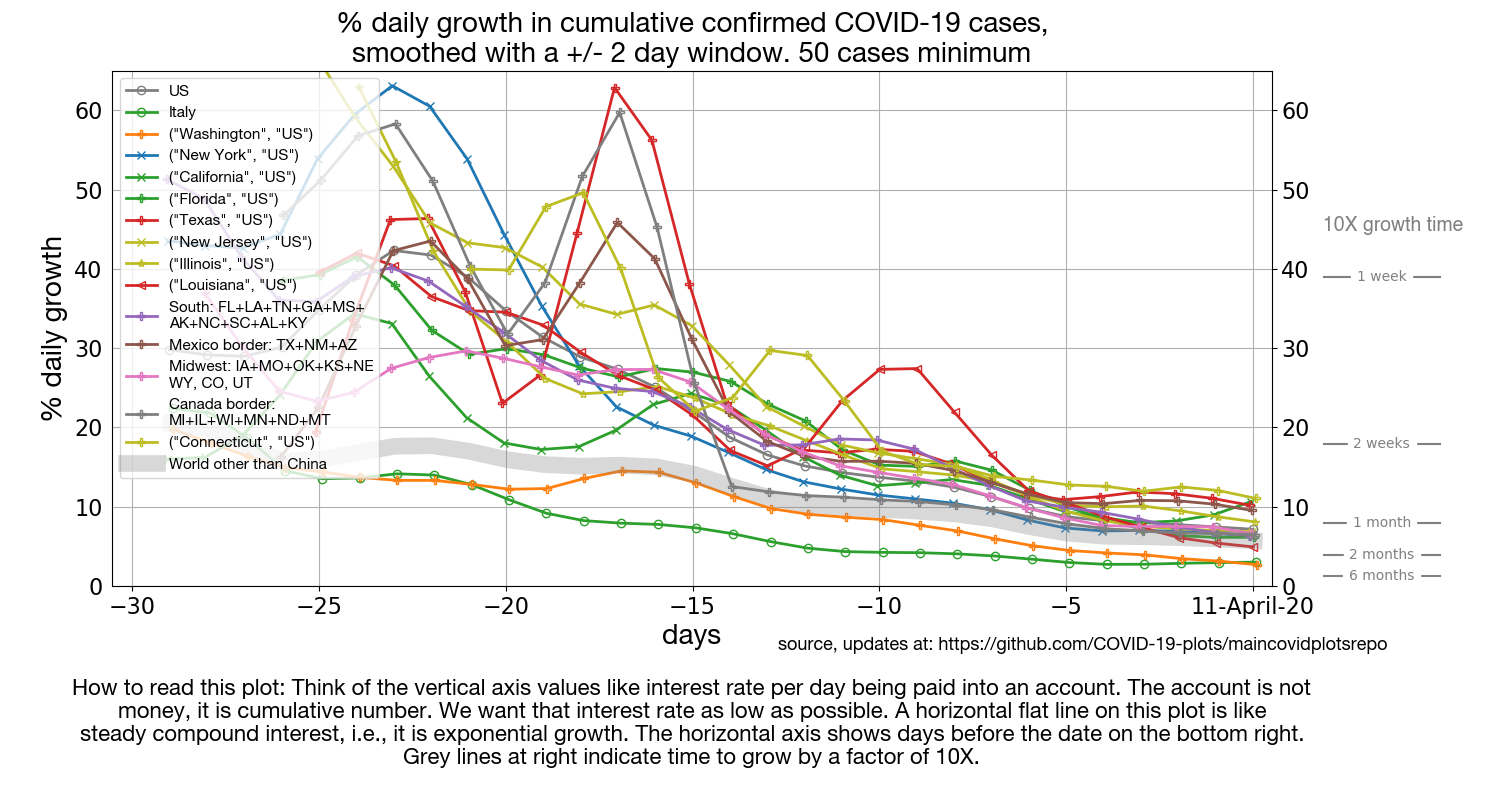 % daily growth in cumulative confirmed COVID-19 cases,
smoothed with a +/- 2 day window. 50 cases minimum
% daily growth
60
50
40
30
20
10
0
US
Italy
("Washington", "US")
("New York", "US")
("California", "US")
("Florida", "US")
("Texas", "US")
("New Jersey", "US")
("Illinois", "US")
("Louisiana", "US")
South: FL+LA+TN+GA+MS+
AK+NC+SC+AL+KY
Mexico border: TX+NM+AZ
Midwest: IA+MO+OK+KS+NE
WY, CO, UT
Canada border:
MI+IL+WI+MN+ND+MT
("Connecticut", "US")
World other than China
60
50
40
30
20
10
0
10X growth time
1 week
2 weeks
1 month
2 months
6 months
−30 −25 −20 −15 −10 −5 11-April-20
days
source, updates at: https://github.com/COVID-19-plots/maincovidplotsrepo
How to read this plot: Think of the vertical axis values like interest rate per day being paid into an account. The account is not
money, it is cumulative number. We want that interest rate as low as possible. A horizontal flat line on this plot is like
steady compound interest, i.e., it is exponential growth. The horizontal axis shows days before the date on the bottom right.
Grey lines at right indicate time to grow by a factor of 10X.